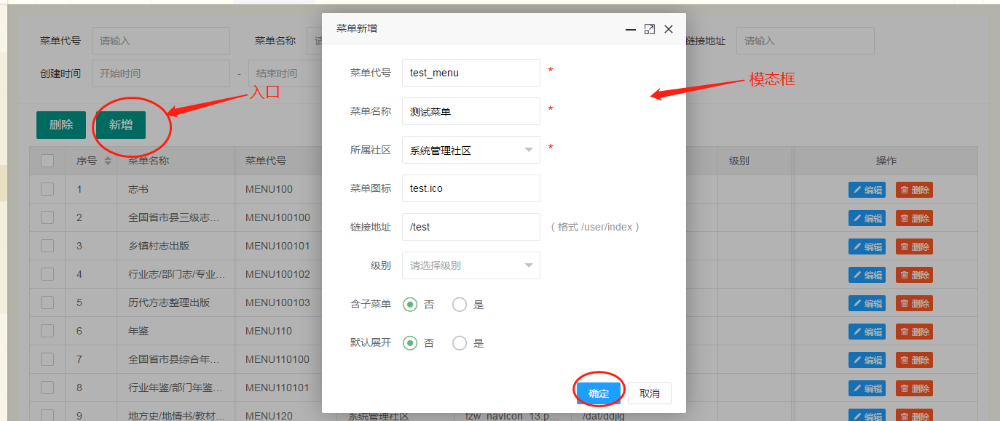 菜单代号 请输入 菜单名称 请 链接地址 请输入
创建时间 开始时间 - 结束时间
入口
删除 新增
序号 菜单名称 菜单代号 级别 操作
1 志书 MENU100 编辑 删除
2 全国省市县三级志... MENU100100 编辑 删除
3 乡镇村志出版 MENU100101 编辑 删除
4 行业志/部门志/专业... MENU100102 编辑 删除
5 历代方志整理出版 MENU100103 编辑 删除
6 年鉴 MENU110 编辑 删除
7 全国省市县综合年... MENU110100 编辑 删除
8 行业年鉴/部门年鉴... MENU110101 编辑 删除
9 地方史/地情书/教材... MENU120 系统管理社区 fzw_navicon_13.p... /dat/ddjlg 编辑 删除
菜单新增
菜单代号 test_menu *
菜单名称 测试菜单 *
所属社区 系统管理社区 *
菜单图标 test.ico
链接地址 /test ( 格式 /user/index )
级别 请选择级别
含子菜单 否 是
默认展开 否 是
确定 取消
模态框